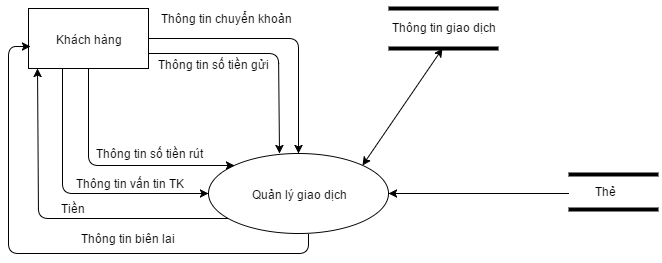 Thông tin chuyển khoản
Khách hàng
Thông tin giao dịch
Thông tin số tiền gửi
Thông tin số tiền rút
Thông tin vấn tin TK
Quản lý giao dịch
Thẻ
Tiền
Thông tin biên lai